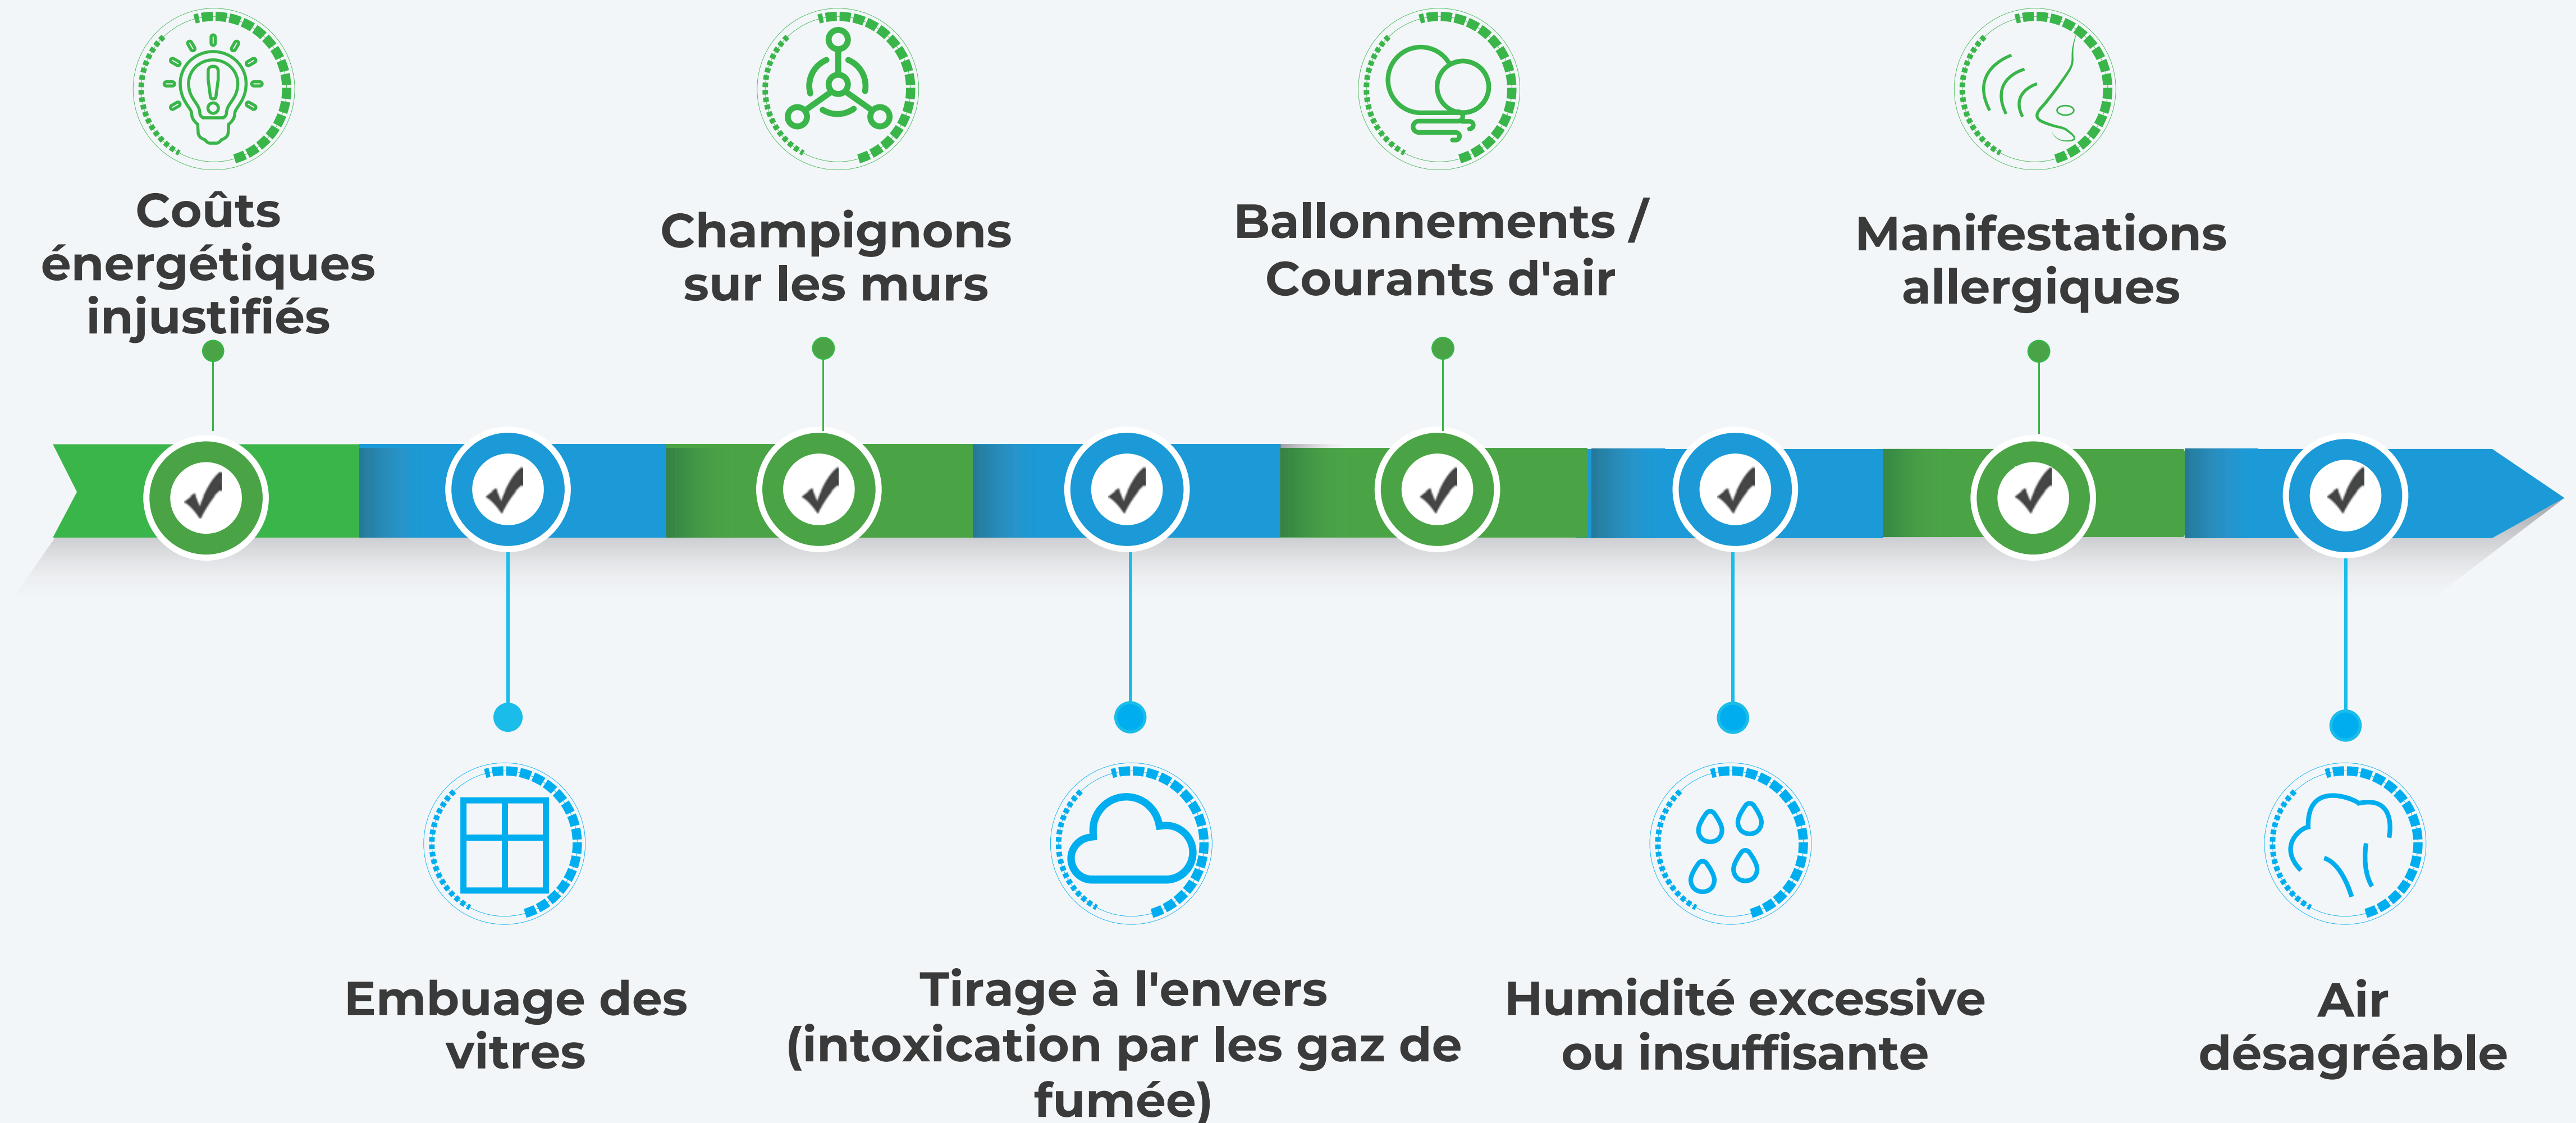 Coûts
énergétiques
injustifiés
Champignons
sur les murs
Ballonnements /
Courants d'air
Manifestations
allergiques
Embuage des
vitres
Tirage à l'envers
(intoxication par les gaz de
fumée)
Humidité excessive
ou insuffisante
Air
désagréable